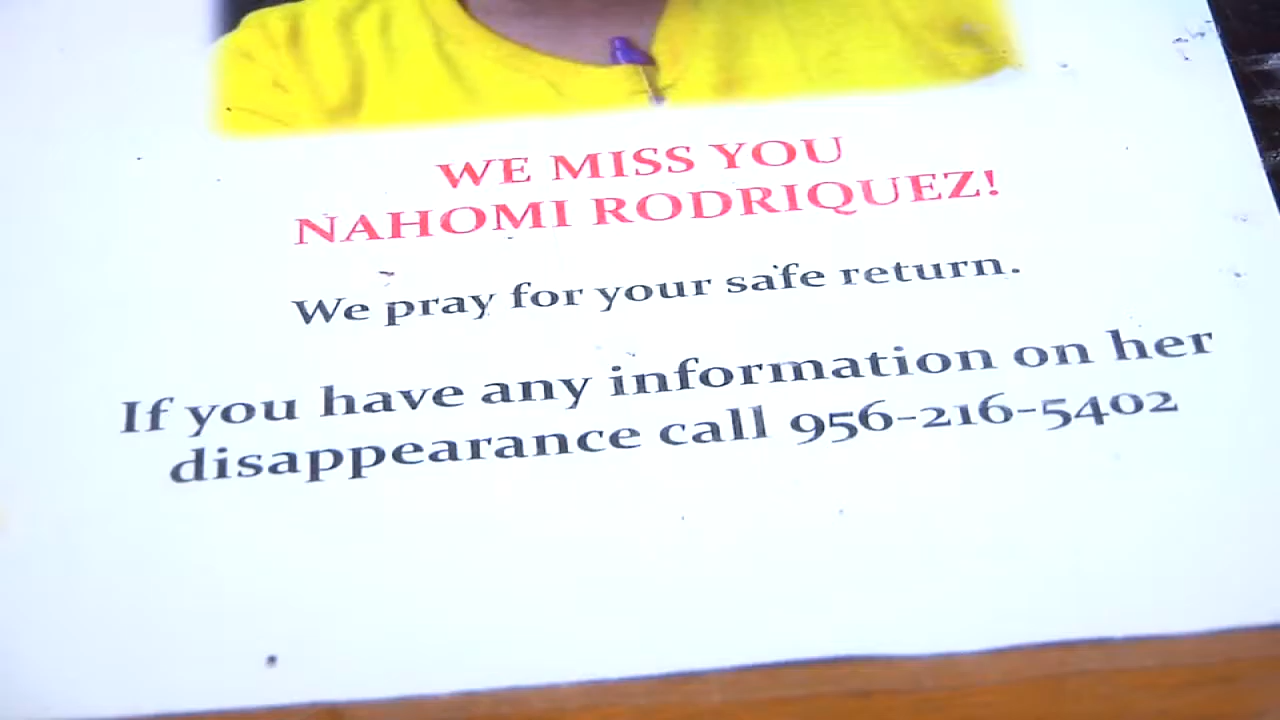 WE MISS YOU
NAHOMI RODRIQUEZ!
We pray for your safe return.
If you have any information on her
disappearance call 956-216-5402